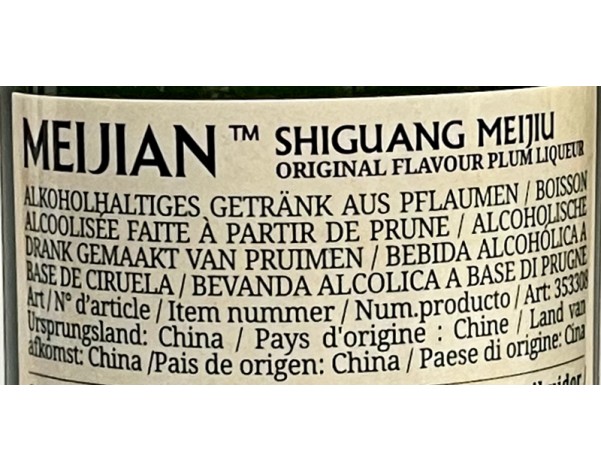 MEIJIAN™ SHIGUANG MEIJIU
ORIGINAL FLAVOUR PLUM LIQUEUR
ALKOHOLHALTIGES GETRÄNK AUS PFLAUMEN / BOISSON
ALCOOLISÉE FAITE À PARTIR DE PRUNE / ALCOHOLISCHE
DRANK GEMAAKT VAN PRUIMEN / BEBIDA ALCOHÓLICA A
BASE DE CIRUELA / BEVANDA ALCOLICA A BASE DI PRUGNE
Art / N° d'article / Item nummer / Num.producto / Art: 353308
Ursprungsland: China / Pays d'origine : Chine / Land van
afkomst: China /Pais de origen: China / Paese di origine: Cina